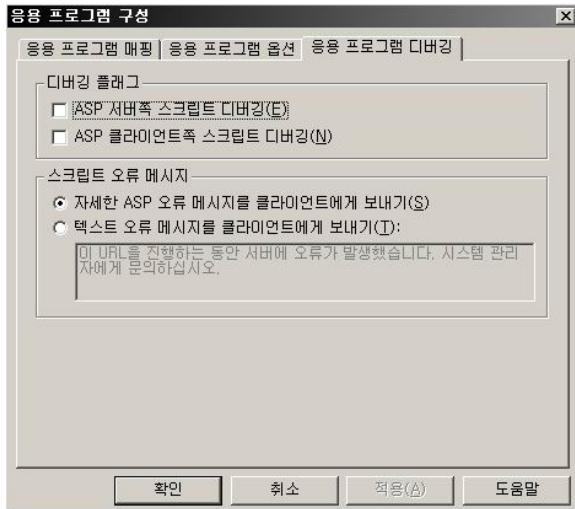 응용 프로그램 구성
응용 프로그램 매핑 응용 프로그램 옵션 응용 프로그램 디버깅
디버깅 플래그
ASP 서버쪽 스크립트 디버깅(E)
ASP 클라이언트쪽 스크립트 디버깅(N)
스크립트 오류 메시지
자세한 ASP 오류 메시지를 클라이언트에게 보내기(S)
텍스트 오류 메시지를 클라이언트에게 보내기(T):
이 URL을 진행하는 동안 서버에 오류가 발생했습니다. 시스템 관리
자에게 문의하십시오.
확인 취소 적용(A) 도움말